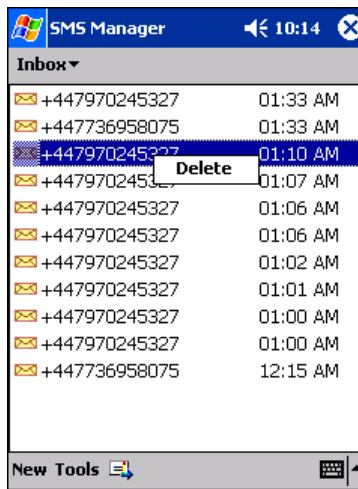 SMS Manager 10:14
Inbox
+447970245327 01:33 AM
+447736958075 01:33 AM
+447970245327 01:10 AM
Delete
+447970245327 01:07 AM
+447970245327 01:06 AM
+447970245327 01:06 AM
+447970245327 01:02 AM
+447970245327 01:01 AM
+447970245327 01:00 AM
+447970245327 01:00 AM
+447736958075 12:15 AM
New Tools